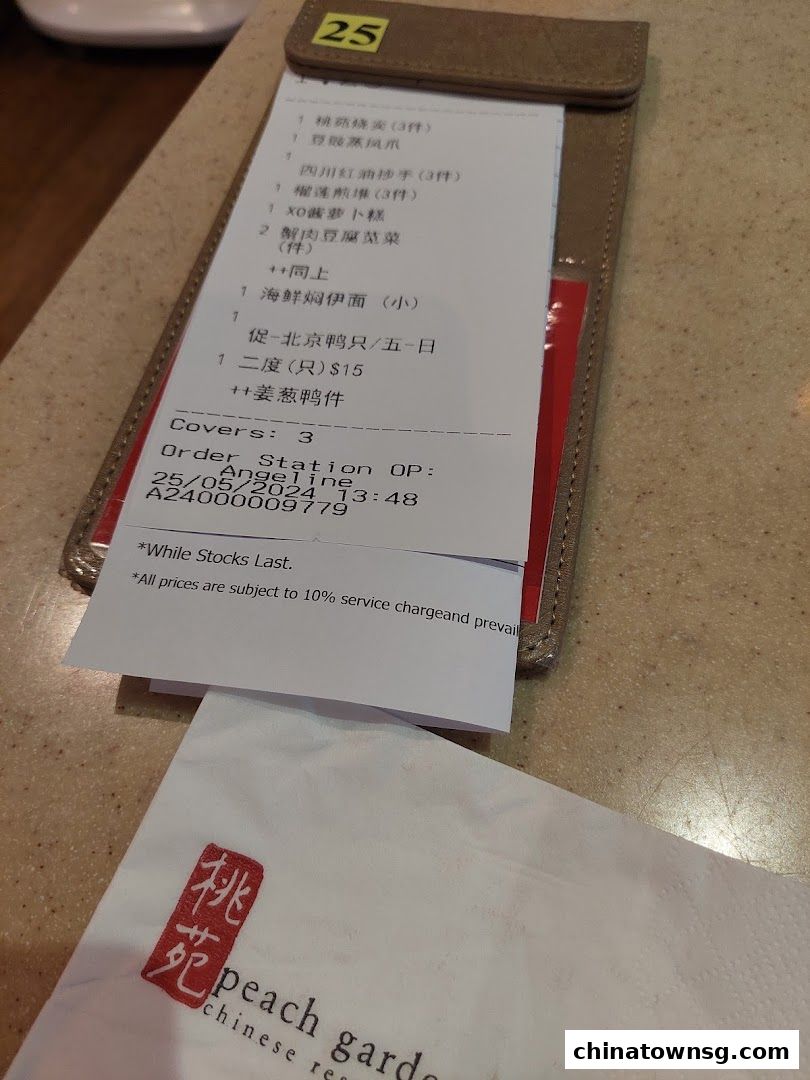 25
1 桃苑烧卖(3件)
1 豆豉蒸凤爪
1
四川红油抄手(3件)
1 榴莲煎堆(3件)
1 XO酱萝卜糕
2 蟹肉豆腐苋菜
(件)
++同上
1 海鲜焖伊面 (小)
1
促-北京鸭只/五-日
1 二度(只)$15
++姜葱鸭件
Covers: 3
Order Station OP:
Angeline
25/05/2024 13:48
A24000009779
*While Stocks Last.
*All prices are subject to 10% service chargeand prevail
桃苑
peach garde
chinese res
chinatownsg.com